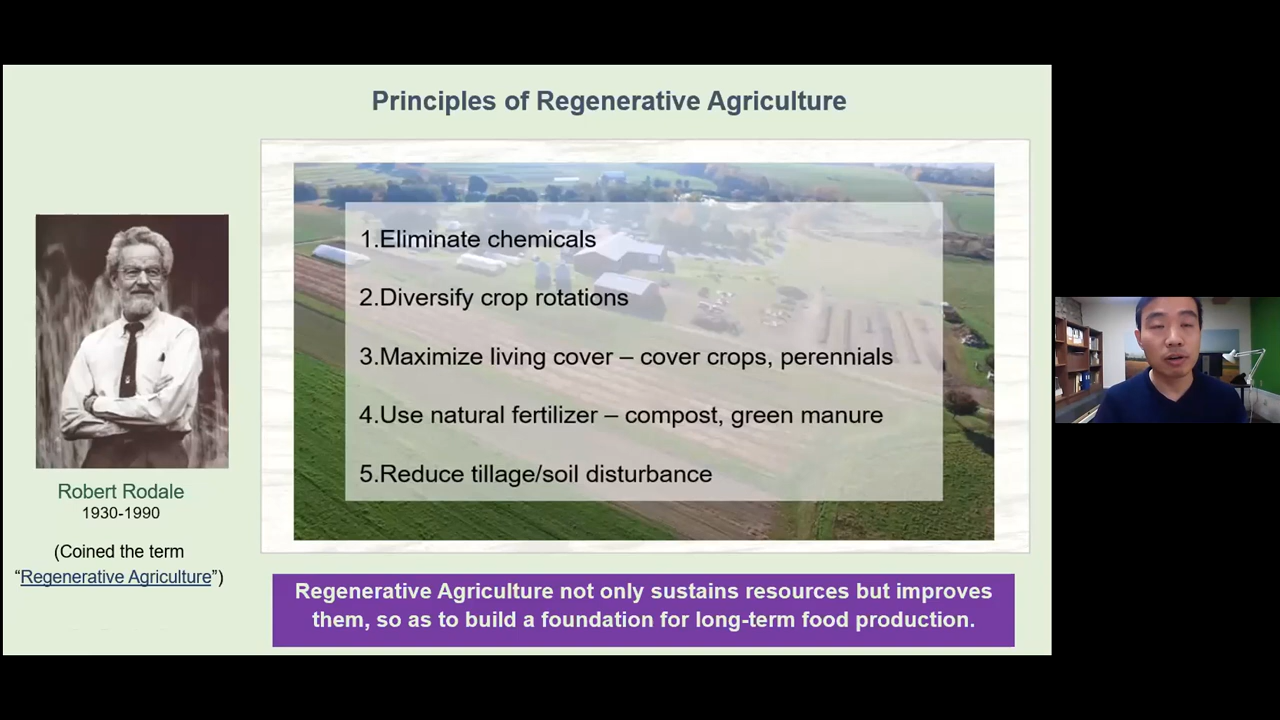 Principles of Regenerative Agriculture
1.Eliminate chemicals
2.Diversify crop rotations
3.Maximize living cover – cover crops, perennials
4.Use natural fertilizer – compost, green manure
5.Reduce tillage/soil disturbance
Robert Rodale
1930-1990
(Coined the term
“Regenerative Agriculture”)
Regenerative Agriculture not only sustains resources but improves
them, so as to build a foundation for long-term food production.